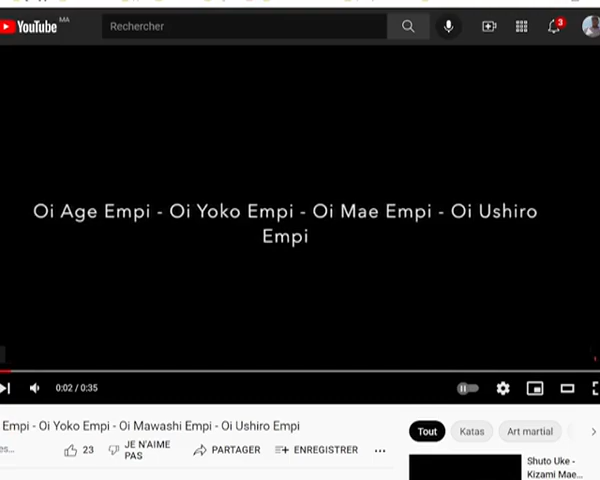 YouTube MA
Rechercher
3
Oi Age Empi - Oi Yoko Empi - Oi Mae Empi - Oi Ushiro
Empi
0:02 / 0:35
Empi - Oi Yoko Empi - Oi Mawashi Empi - Oi Ushiro Empi
es...
23
JE N'AIME
PAS
PARTAGER
ENREGISTRER
...
Tout
Katas
Art martial
Shuto Uke -
Kizami Mae...